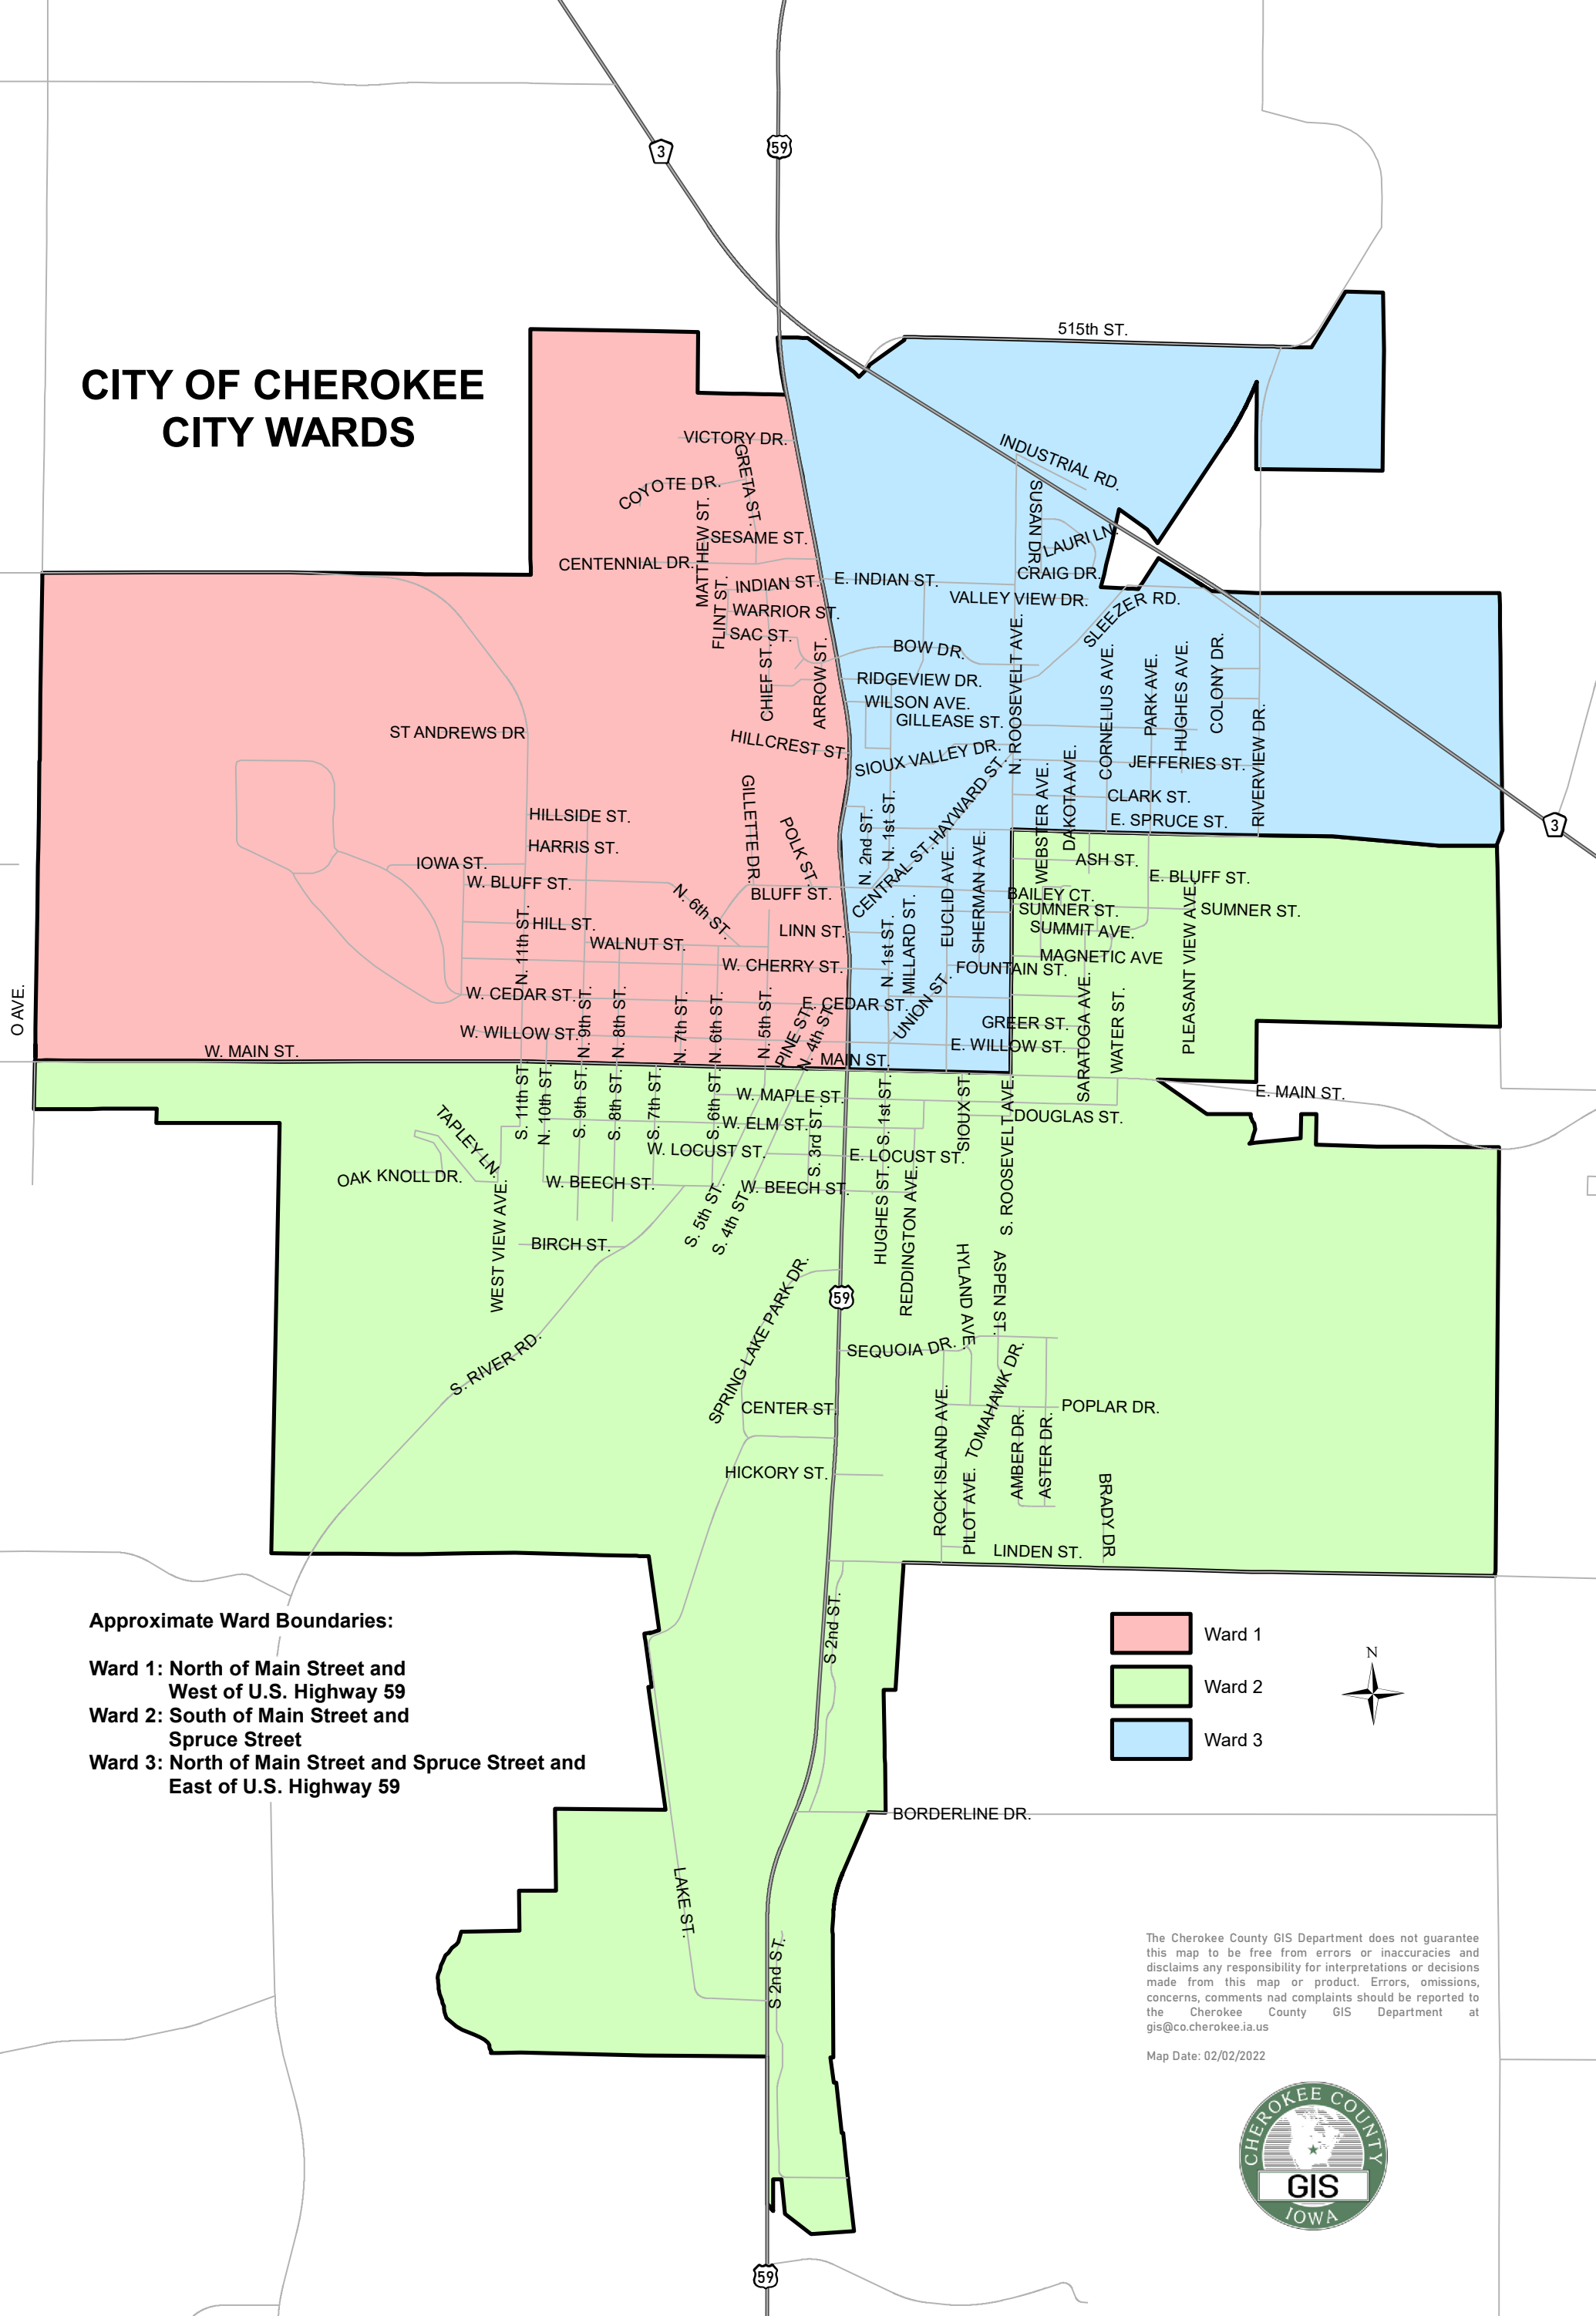 3
59
515th ST.
CITY OF CHEROKEE
CITY WARDS
VICTORY DR.
INDUSTRIAL RD.
GRETA ST.
COYOTE DR.
MATTHEW ST.
SUSAN DR.
SESAME ST.
LAURI LN.
CENTENNIAL DR.
CRAIG DR.
INDIAN ST.
E. INDIAN ST.
FLINT ST.
WARRIOR ST.
VALLEY VIEW DR.
SLEEZER RD.
SAC ST.
BOW DR.
CHIEF ST.
ARROW ST.
RIDGEVIEW DR.
N. ROOSEVELT AVE.
CORNELIUS AVE.
PARK AVE.
HUGHES AVE.
COLONY DR.
WILSON AVE.
GILLEASE ST.
RIVERVIEW DR.
ST ANDREWS DR
HILLCREST ST.
SIOUX VALLEY DR.
JEFFERIES ST.
DAKOTA AVE.
WEBSTER AVE.
HAYWARD ST.
CLARK ST.
GILLETTE DR.
POLK ST.
N. 2nd ST.
N. 1st ST.
HILLSIDE ST.
E. SPRUCE ST.
3
HARRIS ST.
CENTRAL ST.
EUCLID AVE.
SHERMAN AVE.
ASH ST.
IOWA ST.
W. BLUFF ST.
E. BLUFF ST.
N. 6th ST.
BLUFF ST.
BAILEY CT.
SUMNER ST.
SUMNER ST.
HILL ST.
N. 11th ST.
LINN ST.
MILLARD ST.
N. 1st ST.
SUMMIT AVE.
PLEASANT VIEW AVE.
WALNUT ST.
W. CHERRY ST.
FOUNTAIN ST.
MAGNETIC AVE
W. CEDAR ST.
E. CEDAR ST.
UNION ST.
O AVE.
N. 9th ST.
N. 8th ST.
N. 7th ST.
N. 6th ST.
N. 5th ST.
PINE ST.
N. 4th ST.
GREER ST.
SARATOGA AVE.
WATER ST.
W. WILLOW ST.
E. WILLOW ST.
W. MAIN ST.
MAIN ST.
E. MAIN ST.
S. 11th ST.
N. 10th ST.
S. 9th ST.
S. 8th ST.
S. 7th ST.
S. 6th ST.
W. MAPLE ST.
S. 1st ST.
SIOUX ST.
S. ROOSEVELT AVE.
DOUGLAS ST.
TAPLEY LN.
W. ELM ST.
S. 3rd ST.
W. LOCUST ST.
E. LOCUST ST.
OAK KNOLL DR.
W. BEECH ST.
W. BEECH ST.
WEST VIEW AVE.
S. 5th ST.
S. 4th ST.
HUGHES ST.
REDDINGTON AVE.
BIRCH ST.
HYLAND AVE.
ASPEN ST.
SPRING LAKE PARK DR.
59
S. RIVER RD.
SEQUOIA DR.
TOMAHAWK DR.
CENTER ST.
ROCK ISLAND AVE.
POPLAR DR.
AMBER DR.
ASTER DR.
HICKORY ST.
PILOT AVE.
BRADY DR
LINDEN ST.
S 2nd ST.
Approximate Ward Boundaries:
Ward 1: North of Main Street and
West of U.S. Highway 59
Ward 2: South of Main Street and
Spruce Street
Ward 3: North of Main Street and Spruce Street and
East of U.S. Highway 59
Ward 1
Ward 2
Ward 3
N
BORDERLINE DR.
LAKE ST.
S 2nd ST.
The Cherokee County GIS Department does not guarantee
this map to be free from errors or inaccuracies and
disclaims any responsibility for interpretations or decisions
made from this map or product. Errors, omissions,
concerns, comments nad complaints should be reported to
the Cherokee County GIS Department at
gis@co.cherokee.ia.us
Map Date: 02/02/2022
CHEROKEE COUNTY
GIS
IOWA
59